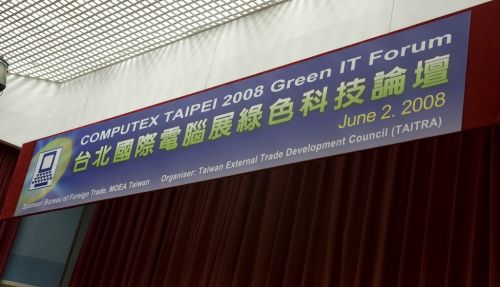 COMPUTEX TAIPEI 2008 Green IT Forum
台北國際電腦展綠色科技論壇
June 2. 2008
Sponsor: Bureau of Foreign Trade, MOEA Taiwan Organiser: Taiwan External Trade Development Council (TAITRA)